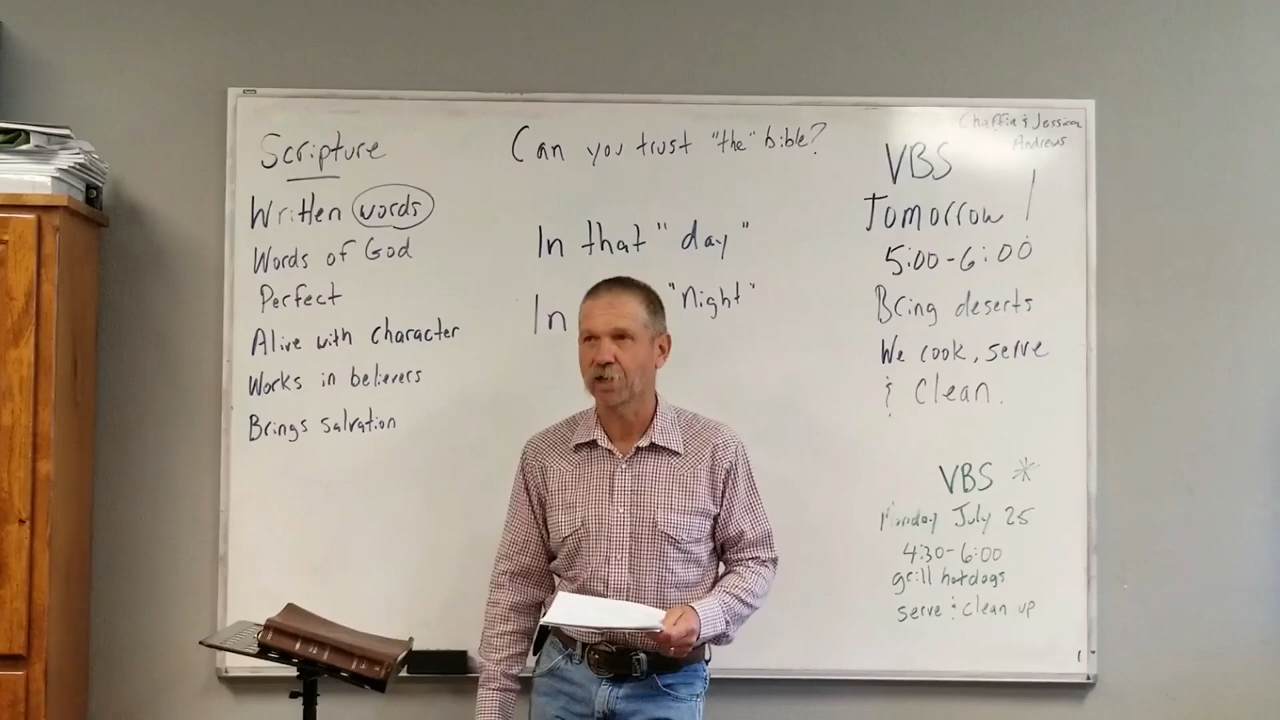 Scripture
Written words
Words of God
Perfect
Alive with character
Works in believers
Brings salvation
Can you trust "the" bible?
In that "day"
In "Night"
Chaffin & Jessica
Andrews
VBS
Tomorrow!
5:00-6:00
Bring deserts
We cook, serve
& Clean.
VBS *
Monday July 25
4:30-6:00
grill hotdogs
serve & clean up